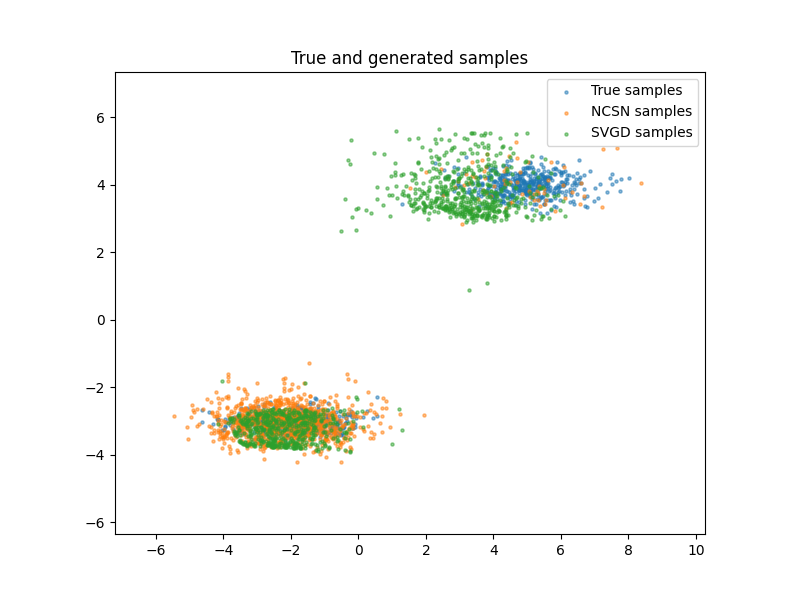 True and generated samples
True samples
NCSN samples
SVGD samples
6
4
2
0
−2
−4
−6
−6 −4 −2 0 2 4 6 8 10